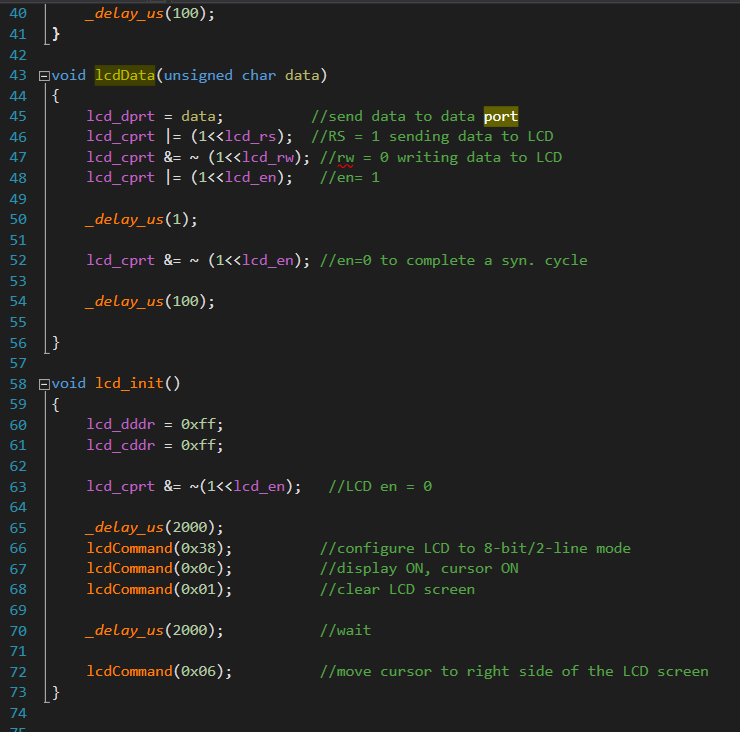 40 _delay_us(100);
41 }
42
43 void lcdData(unsigned char data)
44 {
45 lcd_dprt = data; //send data to data port
46 lcd_cprt |= (1<<lcd_rs); //RS = 1 sending data to LCD
47 lcd_cprt &= ~ (1<<lcd_rw); //rw = 0 writing data to LCD
48 lcd_cprt |= (1<<lcd_en); //en= 1
49
50 _delay_us(1);
51
52 lcd_cprt &= ~ (1<<lcd_en); //en=0 to complete a syn. cycle
53
54 _delay_us(100);
55
56 }
57
58 void lcd_init()
59 {
60 lcd_dddr = 0xff;
61 lcd_cddr = 0xff;
62
63 lcd_cprt &= ~(1<<lcd_en); //LCD en = 0
64
65 _delay_us(2000);
66 lcdCommand(0x38); //configure LCD to 8-bit/2-line mode
67 lcdCommand(0x0c); //display ON, cursor ON
68 lcdCommand(0x01); //clear LCD screen
69
70 _delay_us(2000); //wait
71
72 lcdCommand(0x06); //move cursor to right side of the LCD screen
73 }
74